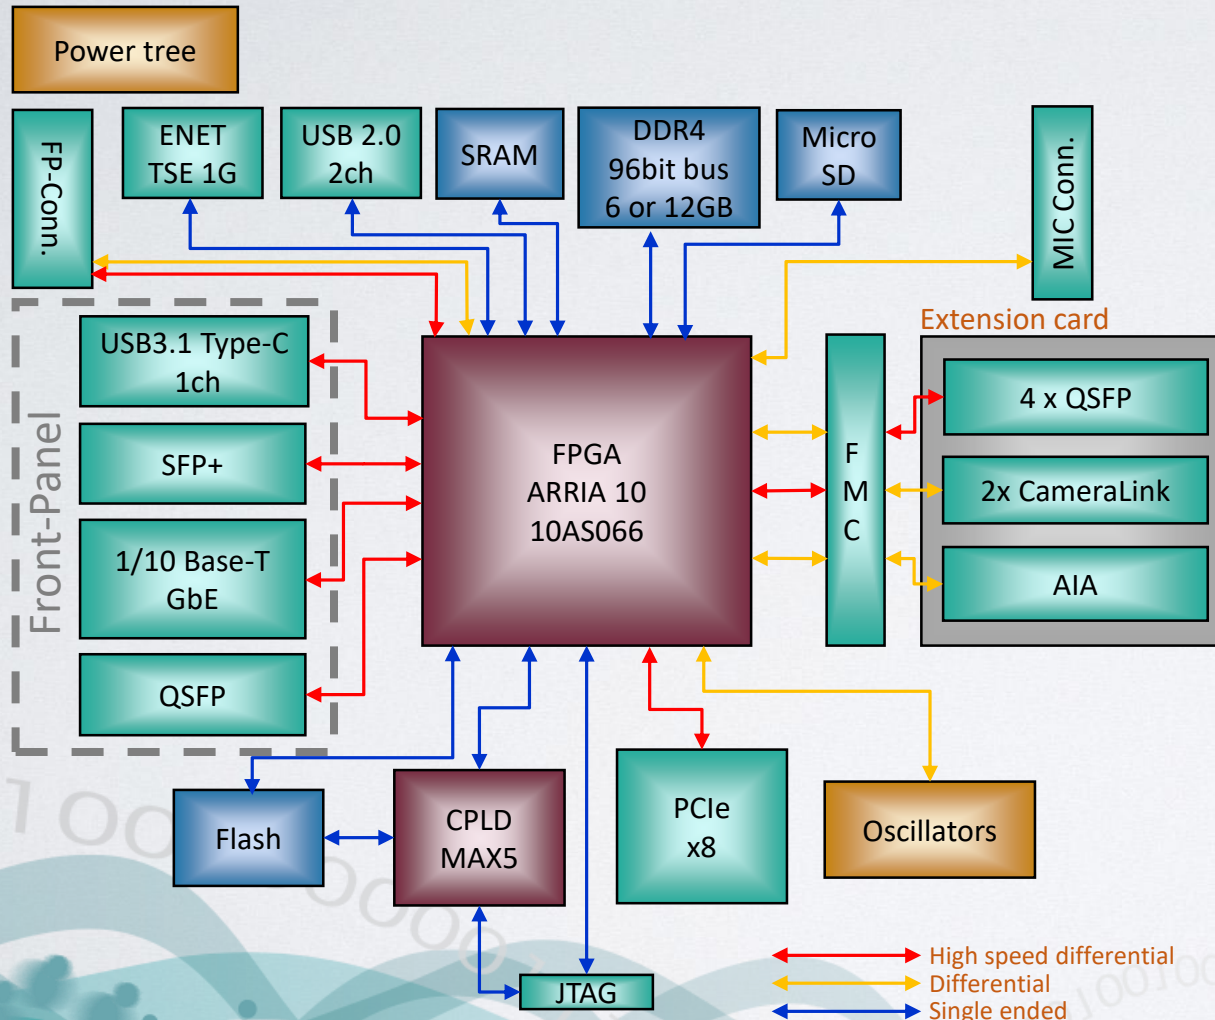 Power tree
FP-Conn.
ENET
TSE 1G
USB 2.0
2ch
SRAM
DDR4
96bit bus
6 or 12GB
Micro
SD
MIC Conn.
Extension card
Front-Panel
USB3.1 Type-C
1ch
SFP+
1/10 Base-T
GbE
QSFP
FPGA
ARRIA 10
10AS066
F
M
C
4 x QSFP
2x CameraLink
AIA
Flash
CPLD
MAX5
PCIe
x8
Oscillators
JTAG
High speed differential
Differential
Single ended